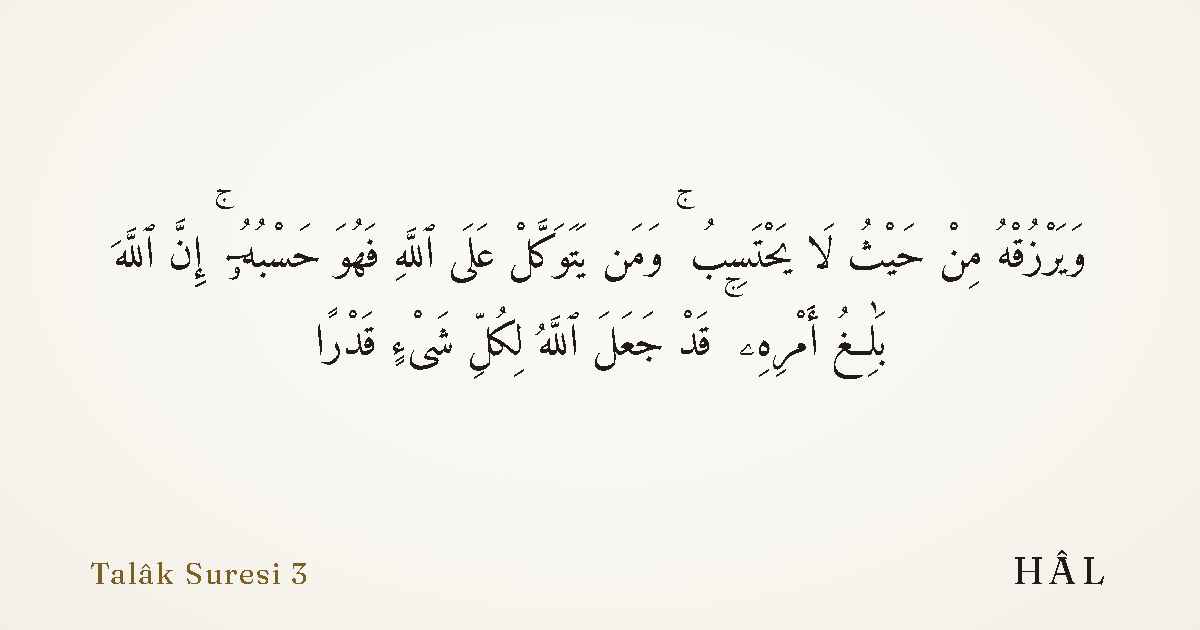 وَيَرْزُقْهُ مِنْ حَيْثُ لَا يَحْتَسِبُ ۚ وَمَن يَتَوَكَّلْ عَلَى ٱللَّهِ فَهُوَ حَسْبُهُۥٓ ۚ إِنَّ ٱللَّهَ
بَـٰلِغُ أَمْرِهِۦ ۚ قَدْ جَعَلَ ٱللَّهُ لِكُلِّ شَىْءٍ قَدْرًا
Talâk Suresi 3
HÂL